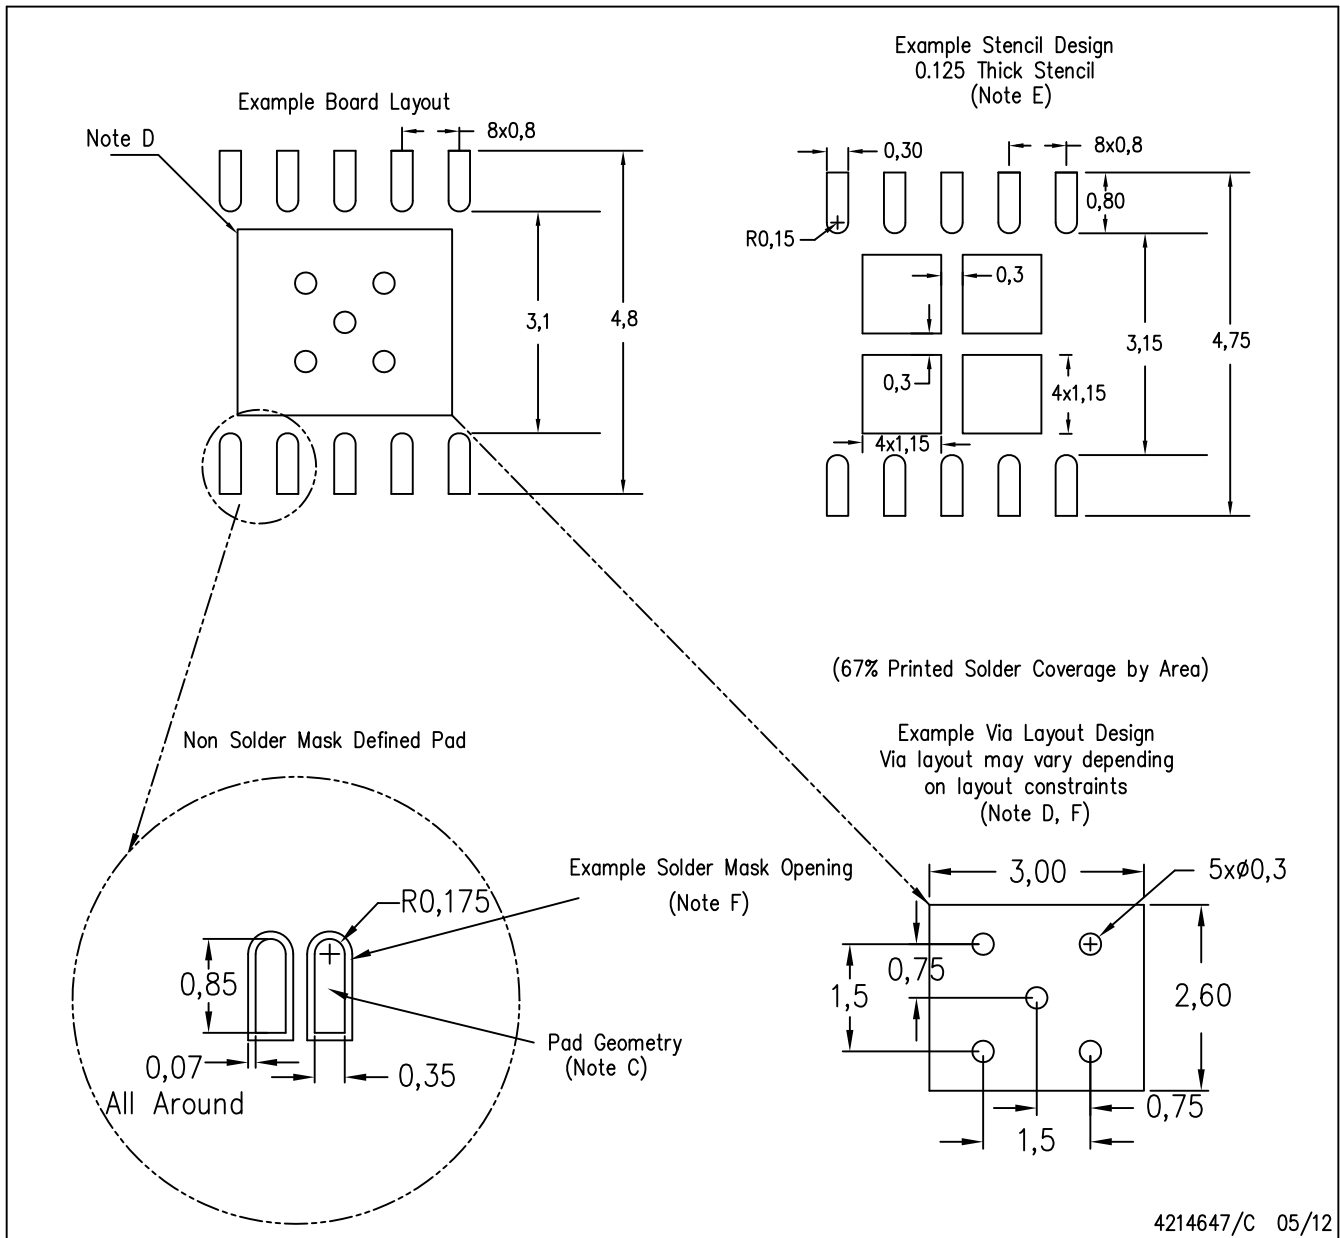 Example Board Layout
Note D
8x0,8
3,1
4,8
Example Stencil Design
0.125 Thick Stencil
(Note E)
0,30
8x0,8
0,80
R0,15
0,3
3,15
4,75
0,3
4x1,15
4x1,15
(67% Printed Solder Coverage by Area)
Non Solder Mask Defined Pad
Example Solder Mask Opening
(Note F)
R0,175
0,85
0,07
All Around
0,35
Pad Geometry
(Note C)
Example Via Layout Design
Via layout may vary depending
on layout constraints
(Note D, F)
3,00
5xø0,3
0,75
1,5
2,60
0,75
1,5
4214647/C 05/12